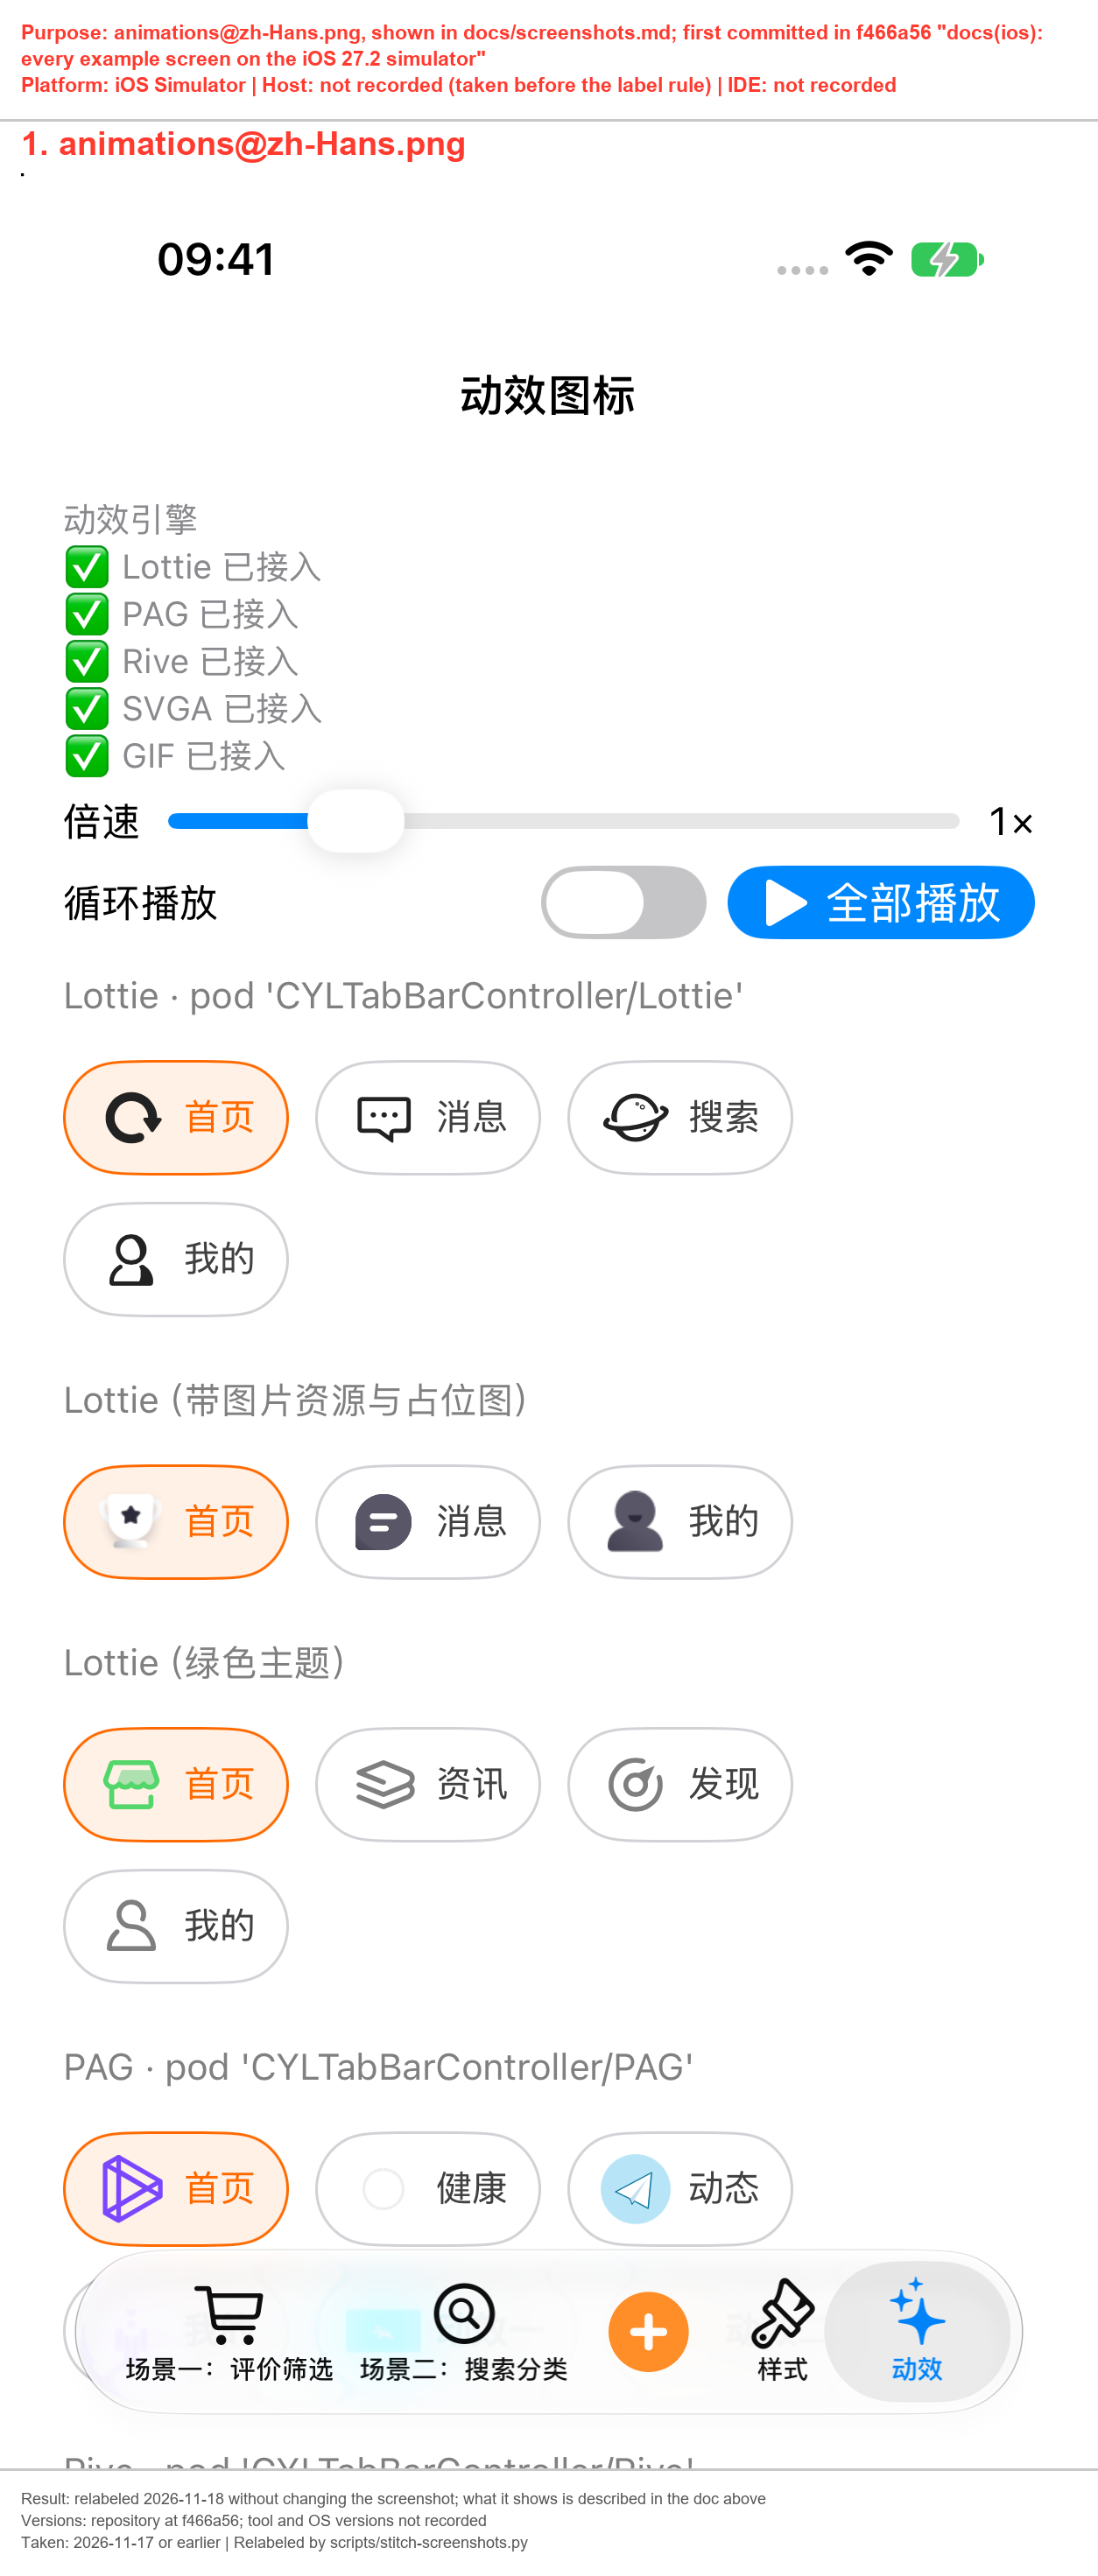 Purpose: animations@zh-Hans.png, shown in docs/screenshots.md; first committed in f466a56 "docs(ios):
every example screen on the iOS 27.2 simulator"
Platform: iOS Simulator | Host: not recorded (taken before the label rule) | IDE: not recorded
1. animations@zh-Hans.png
09:41
动效图标
动效引擎
✅ Lottie 已接入
✅ PAG 已接入
✅ Rive 已接入
✅ SVGA 已接入
✅ GIF 已接入
倍速 1×
循环播放 全部播放
Lottie · pod 'CYLTabBarController/Lottie'
首页 消息 搜索
我的
Lottie (带图片资源与占位图)
首页 消息 我的
Lottie (绿色主题)
首页 资讯 发现
我的
PAG · pod 'CYLTabBarController/PAG'
首页 健康 动态
场景一：评价筛选 场景二：搜索分类 样式 动效
Rive · pod 'CYLTabBarController/Rive'
Result: relabeled 2026-11-18 without changing the screenshot; what it shows is described in the doc above
Versions: repository at f466a56; tool and OS versions not recorded
Taken: 2026-11-17 or earlier | Relabeled by scripts/stitch-screenshots.py